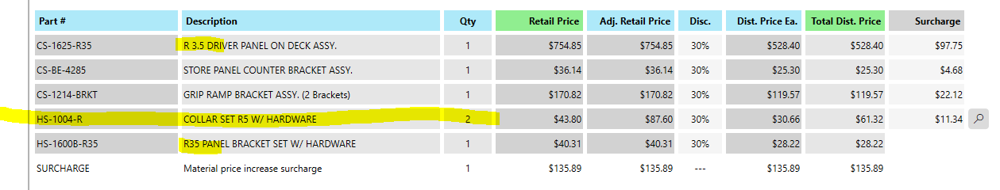 Part # Description Qty Retail Price Adj. Retail Price Disc. Dist. Price Ea. Total Dist. Price Surcharge
CS-1625-R35 R 3.5 DRIVER PANEL ON DECK ASSY. 1 $754.85 $754.85 30% $528.40 $528.40 $97.75
CS-BE-4285 STORE PANEL COUNTER BRACKET ASSY. 1 $36.14 $36.14 30% $25.30 $25.30 $4.68
CS-1214-BRKT GRIP RAMP BRACKET ASSY. (2 Brackets) 1 $170.82 $170.82 30% $119.57 $119.57 $22.12
HS-1004-R COLLAR SET R5 W/ HARDWARE 2 $43.80 $87.60 30% $30.66 $61.32 $11.34
HS-1600B-R35 R35 PANEL BRACKET SET W/ HARDWARE 1 $40.31 $40.31 30% $28.22 $28.22
SURCHARGE Material price increase surcharge 1 $135.89 $135.89 --- $135.89 $135.89